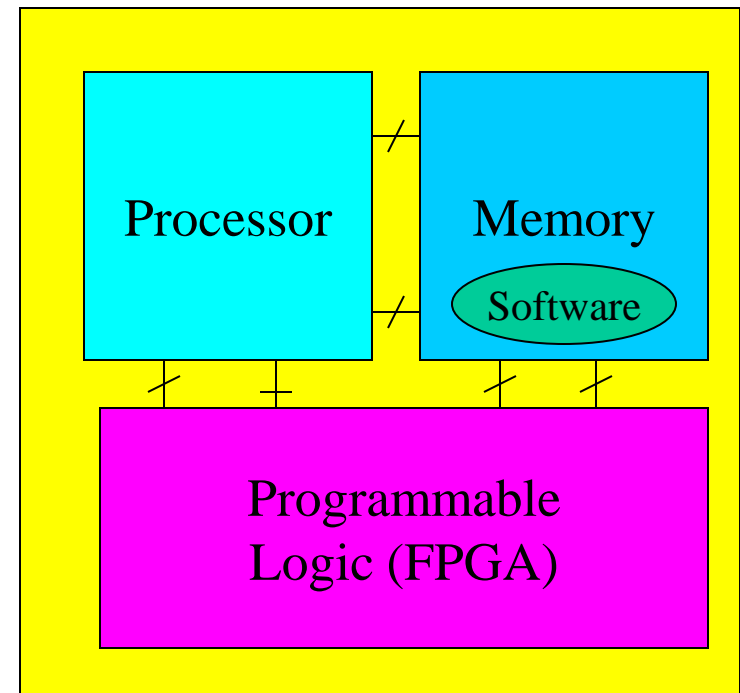 Processor
Memory
Software
Programmable
Logic (FPGA)